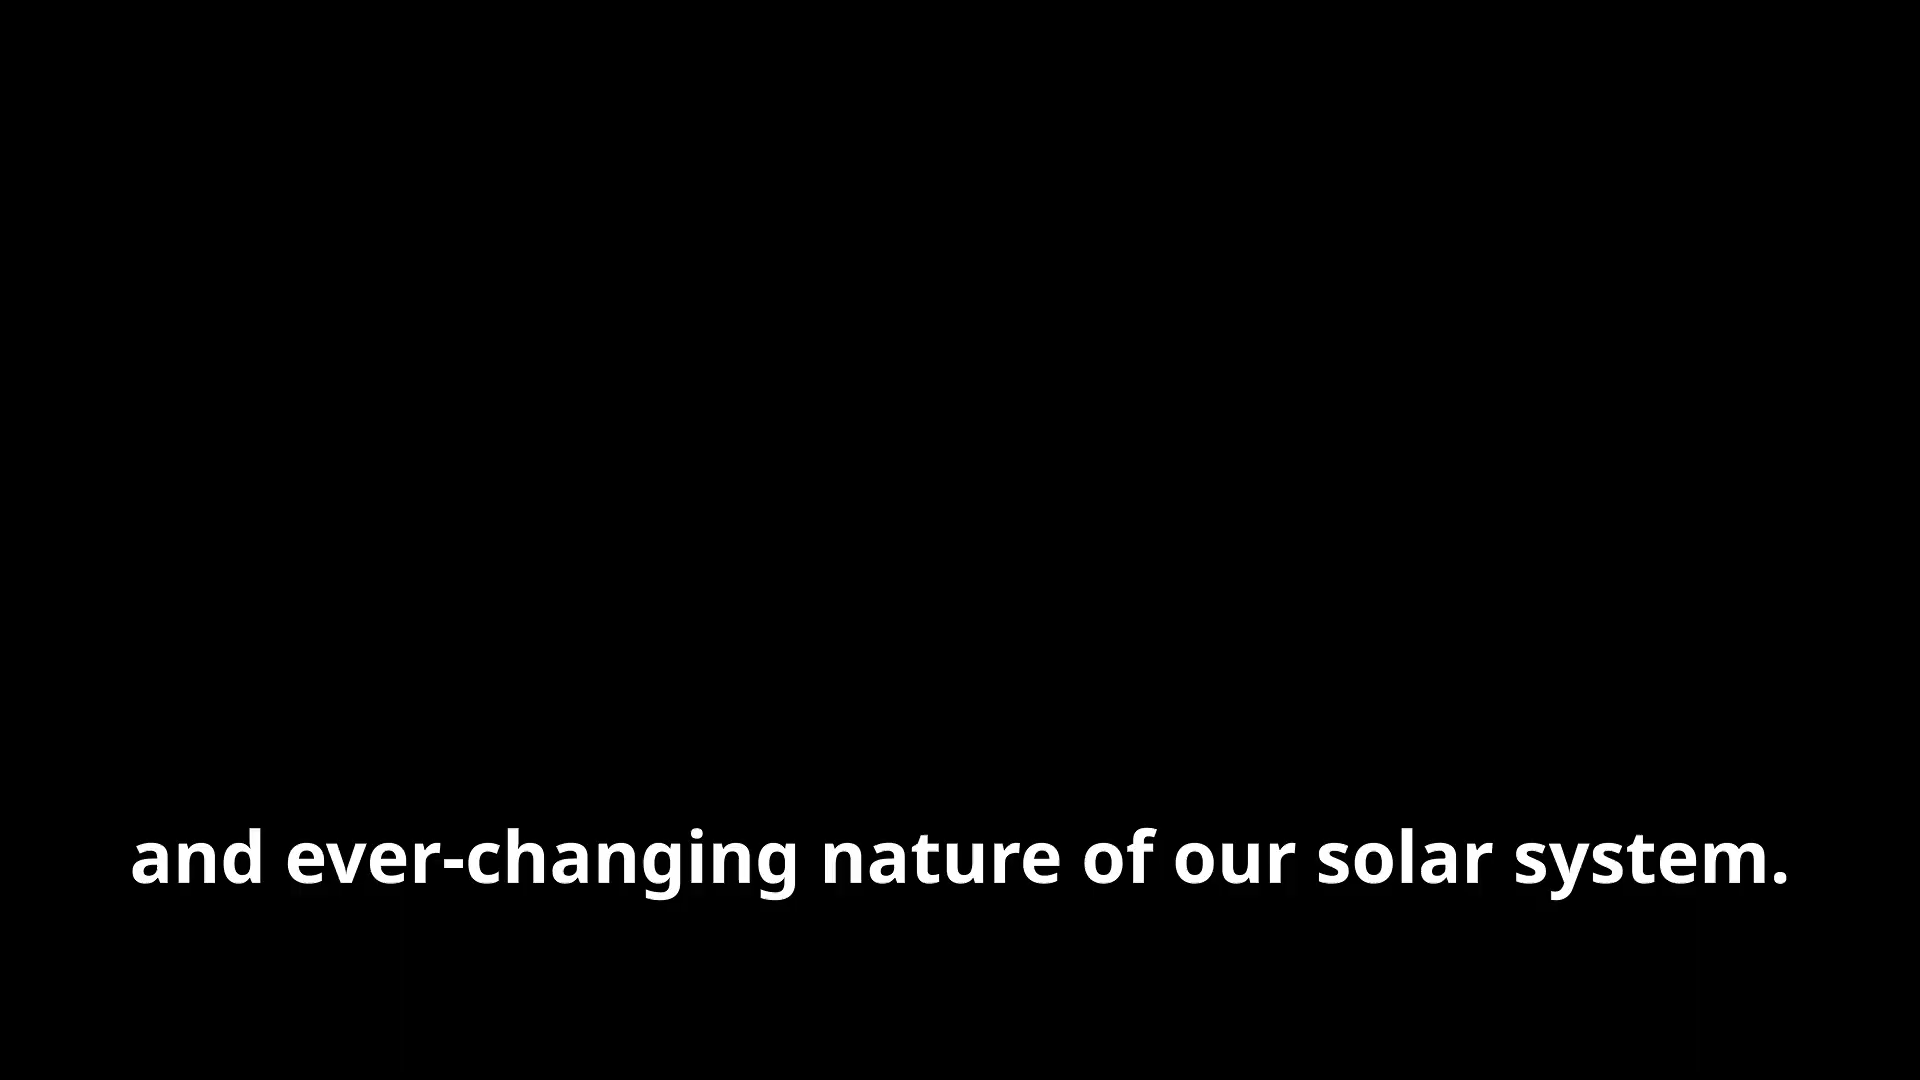 and ever-changing nature of our solar system.